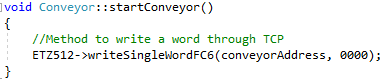 void Conveyor::startConveyor()
{
//Method to write a word through TCP
ETZ512->writeSingleWordFC6(conveyorAddress, 0000);
}